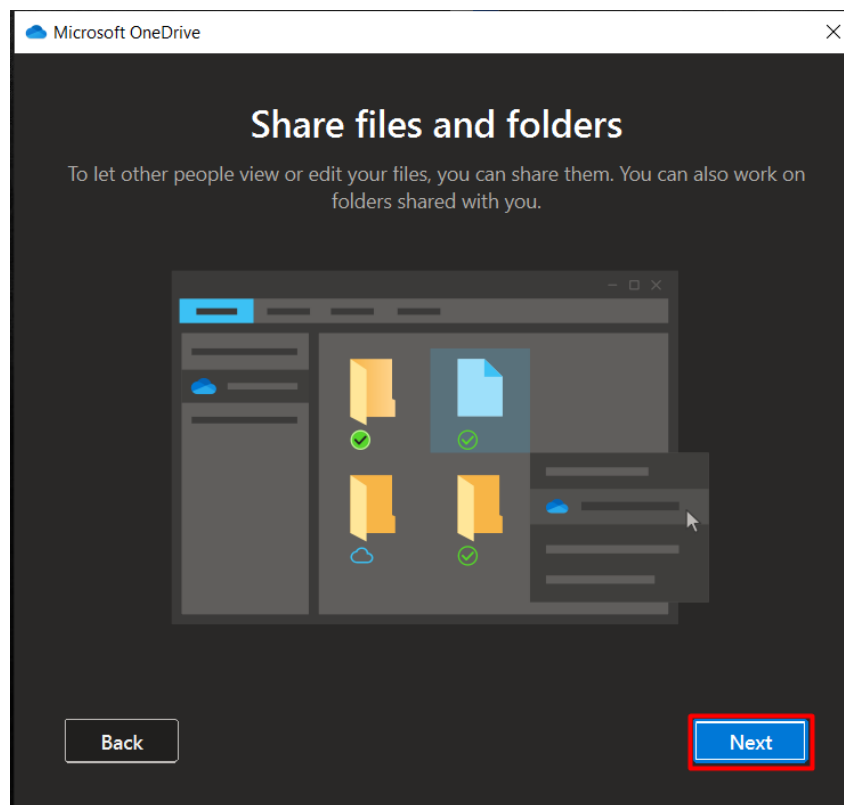 Microsoft OneDrive
Share files and folders
To let other people view or edit your files, you can share them. You can also work on
folders shared with you.
Back
Next